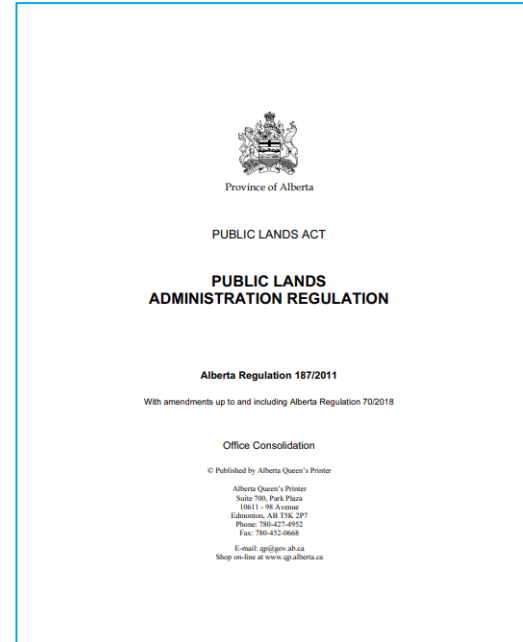 Province of Alberta
PUBLIC LANDS ACT
PUBLIC LANDS
ADMINISTRATION REGULATION
Alberta Regulation 187/2011
With amendments up to and including Alberta Regulation 70/2018
Office Consolidation
© Published by Alberta Queen's Printer
Alberta Queen's Printer
Suite 700, Park Plaza
10611 - 98 Avenue
Edmonton, AB T5K 2P7
Phone: 780-427-4952
Fax: 780-452-0668
E-mail: qp@gov.ab.ca
Shop on-line at www.qp.alberta.ca